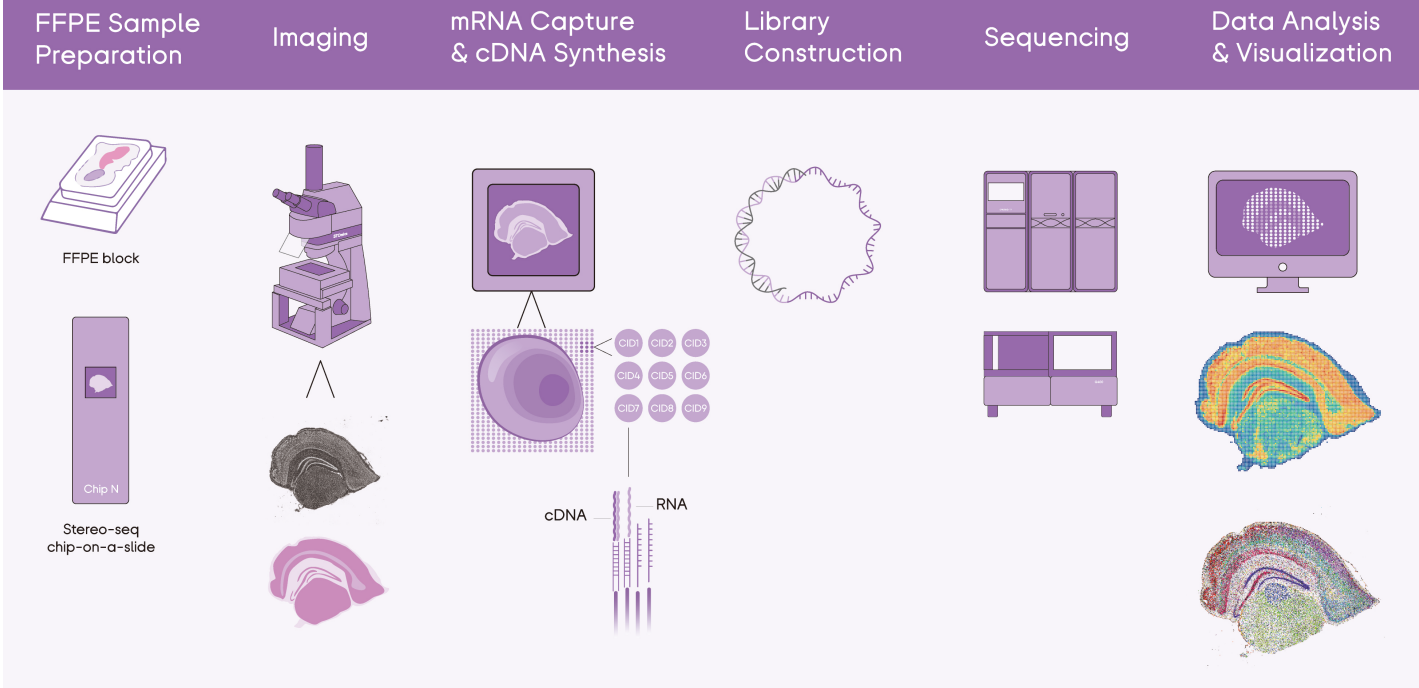 FFPE Sample
Preparation
Imaging
mRNA Capture
& cDNA Synthesis
Library
Construction
Sequencing
Data Analysis
& Visualization
FFPE block
Chip N
Stereo-seq
chip-on-a-slide
CID1 CID2 CID3
CID4 CID5 CID6
CID7 CID8 CID9
cDNA
RNA